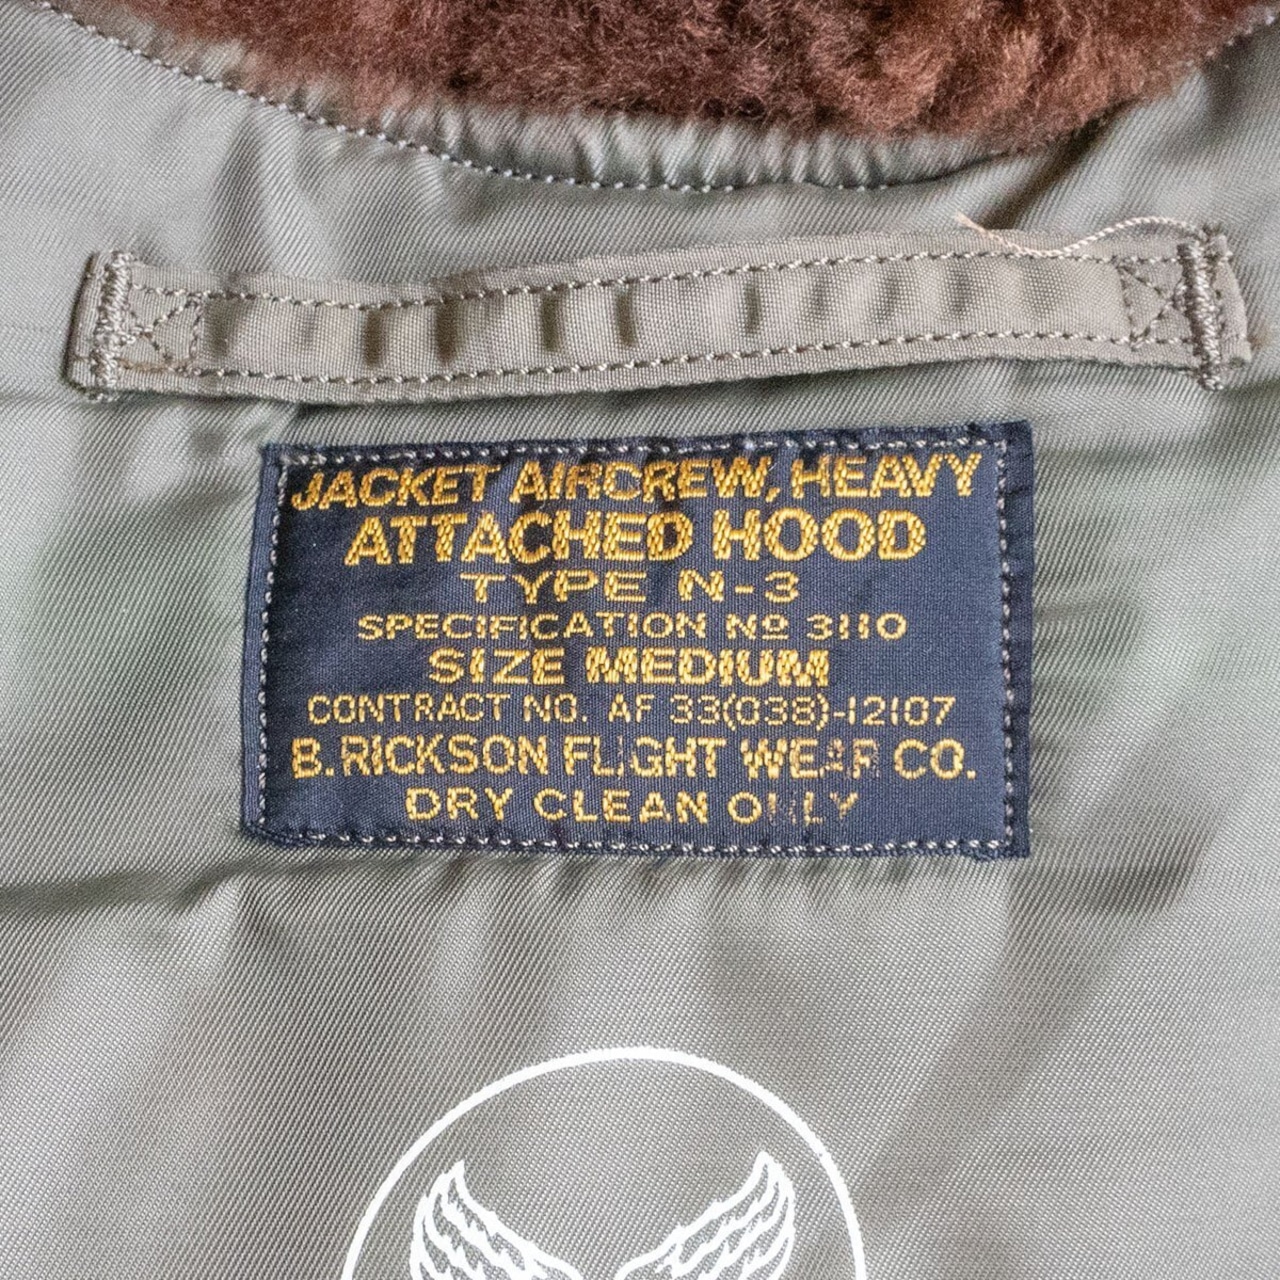 JACKET AIRCREW, HEAVY
ATTACHED HOOD
TYPE N-3
SPECIFICATION Nº 3110
SIZE MEDIUM
CONTRACT NO. AF 33(038)-12107
B.RICKSON FLIGHT WEAR CO.
DRY CLEAN ONLY